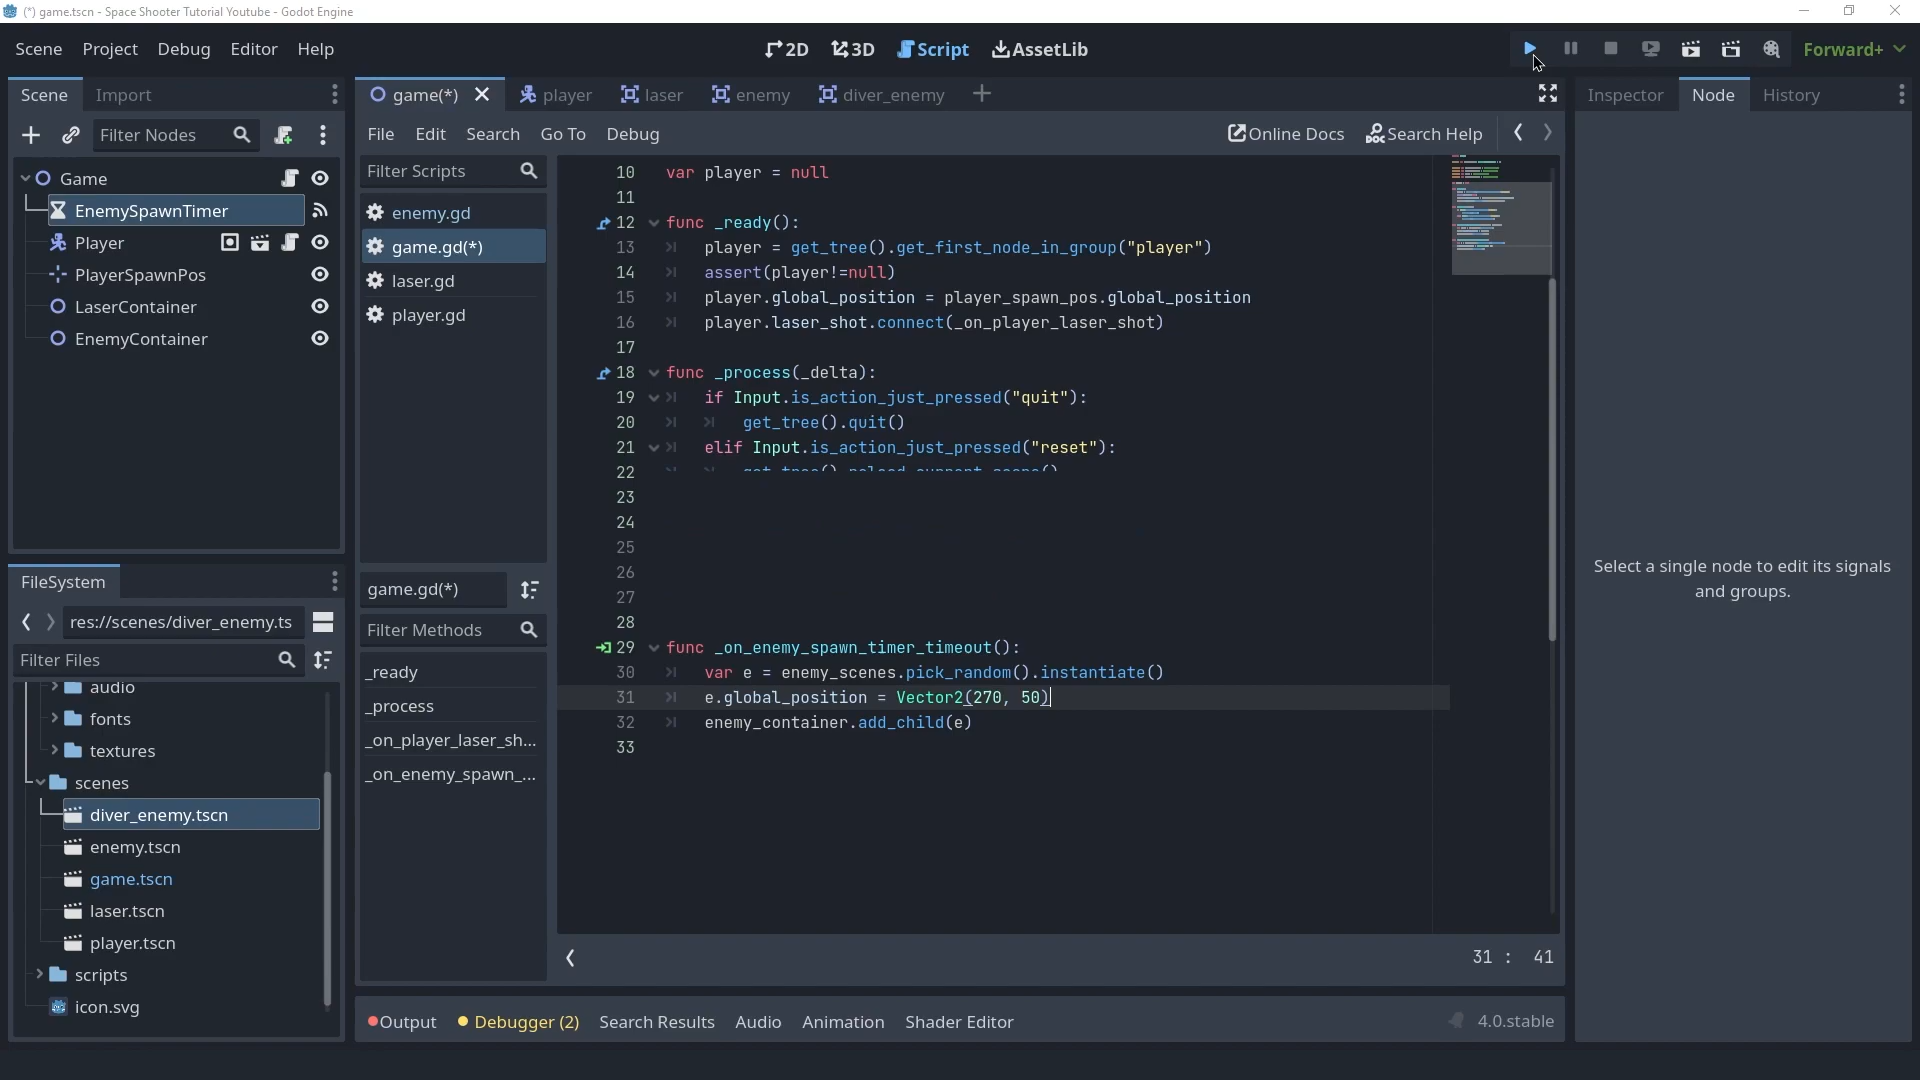 (*) game.tscn - Space Shooter Tutorial Youtube - Godot Engine
Scene Project Debug Editor Help
2D 3D Script AssetLib
Forward+
Scene Import
Filter Nodes
Game
EnemySpawnTimer
Player
PlayerSpawnPos
LaserContainer
EnemyContainer
FileSystem
res://scenes/diver_enemy.ts
Filter Files
audio
fonts
textures
scenes
diver_enemy.tscn
enemy.tscn
game.tscn
laser.tscn
player.tscn
scripts
icon.svg
game(*) player laser enemy diver_enemy
File Edit Search Go To Debug
Online Docs Search Help
Filter Scripts
enemy.gd
game.gd(*)
laser.gd
player.gd
game.gd(*)
Filter Methods
_ready
_process
_on_player_laser_sh...
_on_enemy_spawn_...
10 var player = null
11
12 func _ready():
13 player = get_tree().get_first_node_in_group("player")
14 assert(player!=null)
15 player.global_position = player_spawn_pos.global_position
16 player.laser_shot.connect(_on_player_laser_shot)
17
18 func _process(_delta):
19 if Input.is_action_just_pressed("quit"):
20 get_tree().quit()
21 elif Input.is_action_just_pressed("reset"):
22 get_tree().reload_current_scene()
23
24
25
26
27
28
29 func _on_enemy_spawn_timer_timeout():
30 var e = enemy_scenes.pick_random().instantiate()
31 e.global_position = Vector2(270, 50)
32 enemy_container.add_child(e)
33
31 : 41
Output Debugger (2) Search Results Audio Animation Shader Editor
4.0.stable
Inspector Node History
Select a single node to edit its signals
and groups.